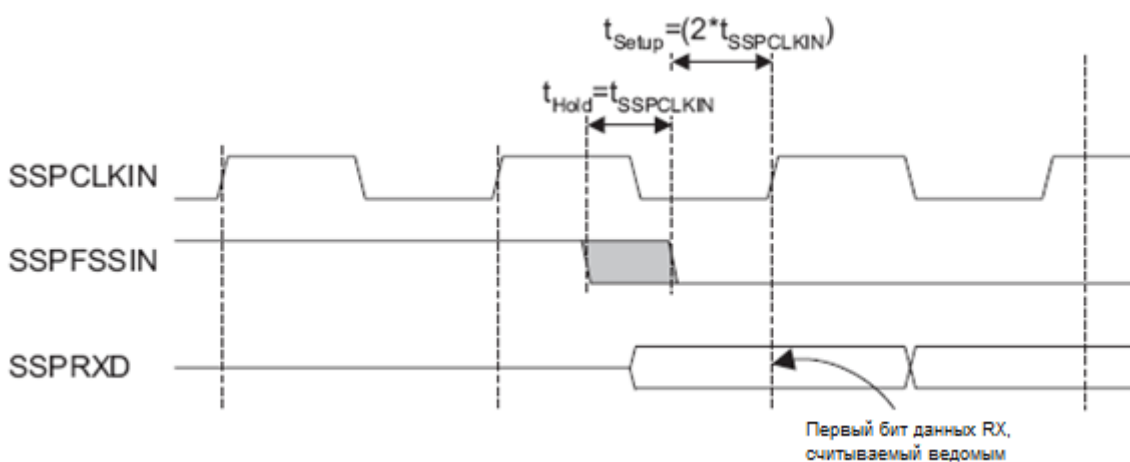 tSetup=(2*tSSPCLKIN)
tHold=tSSPCLKIN
SSPCLKIN
SSPFSSIN
SSPRXD
Первый бит данных RX,
считываемый ведомым